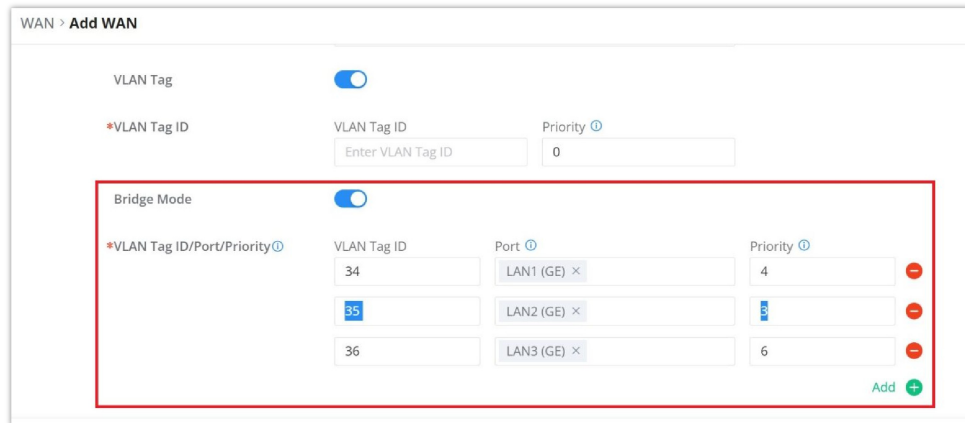 WAN > Add WAN
VLAN Tag
*VLAN Tag ID
VLAN Tag ID Priority
Enter VLAN Tag ID 0
Bridge Mode
*VLAN Tag ID/Port/Priority
VLAN Tag ID Port Priority
34 LAN1 (GE) × 4
35 LAN2 (GE) × 3
36 LAN3 (GE) × 6
Add